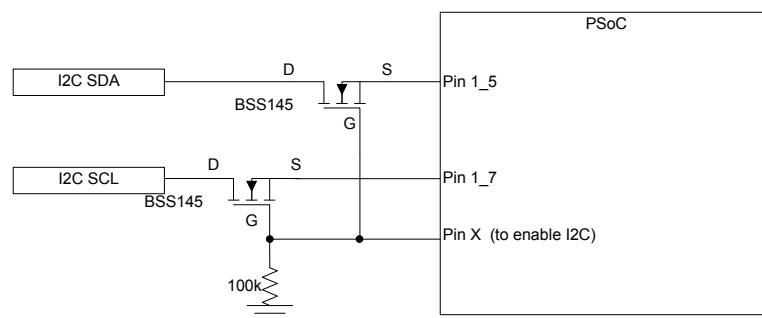 PSoC
D
S
I2C SDA
Pin 1_5
BSS145
G
D
S
I2C SCL
Pin 1_7
BSS145
G
Pin X (to enable I2C)
100k